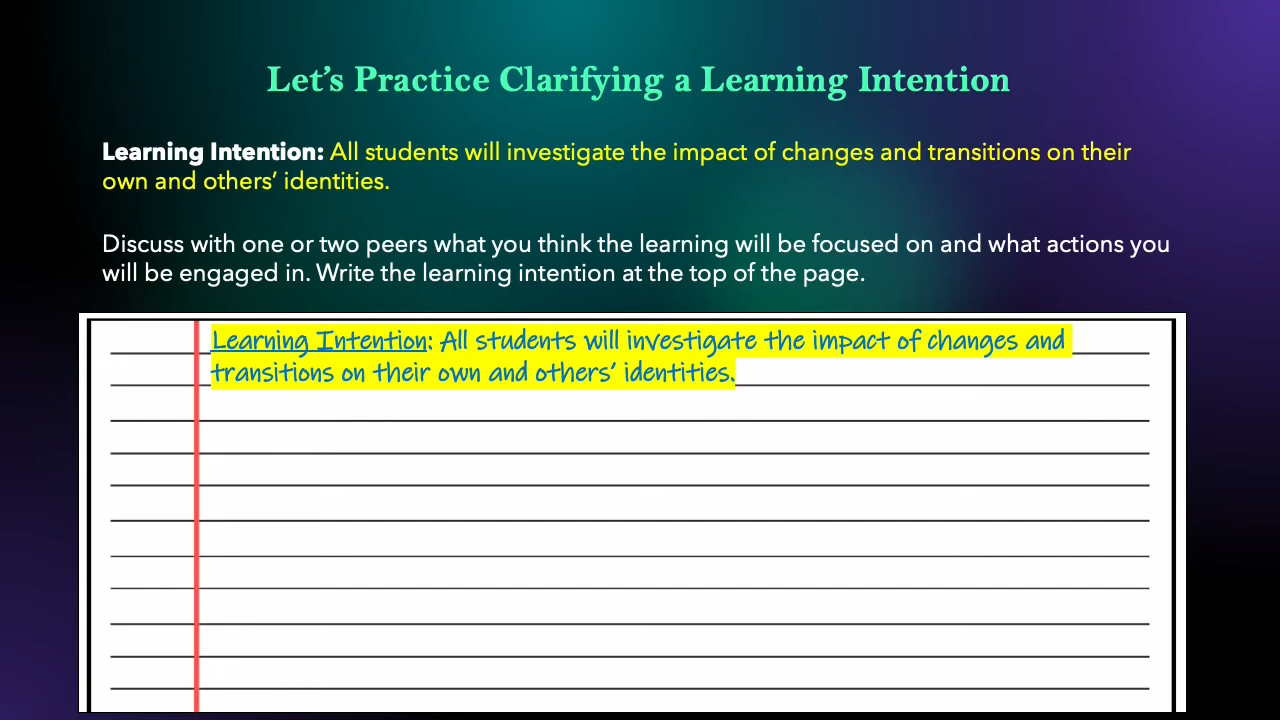 Let's Practice Clarifying a Learning Intention
Learning Intention: All students will investigate the impact of changes and transitions on their
own and others' identities.
Discuss with one or two peers what you think the learning will be focused on and what actions you
will be engaged in. Write the learning intention at the top of the page.
Learning Intention: All students will investigate the impact of changes and
transitions on their own and others' identities.